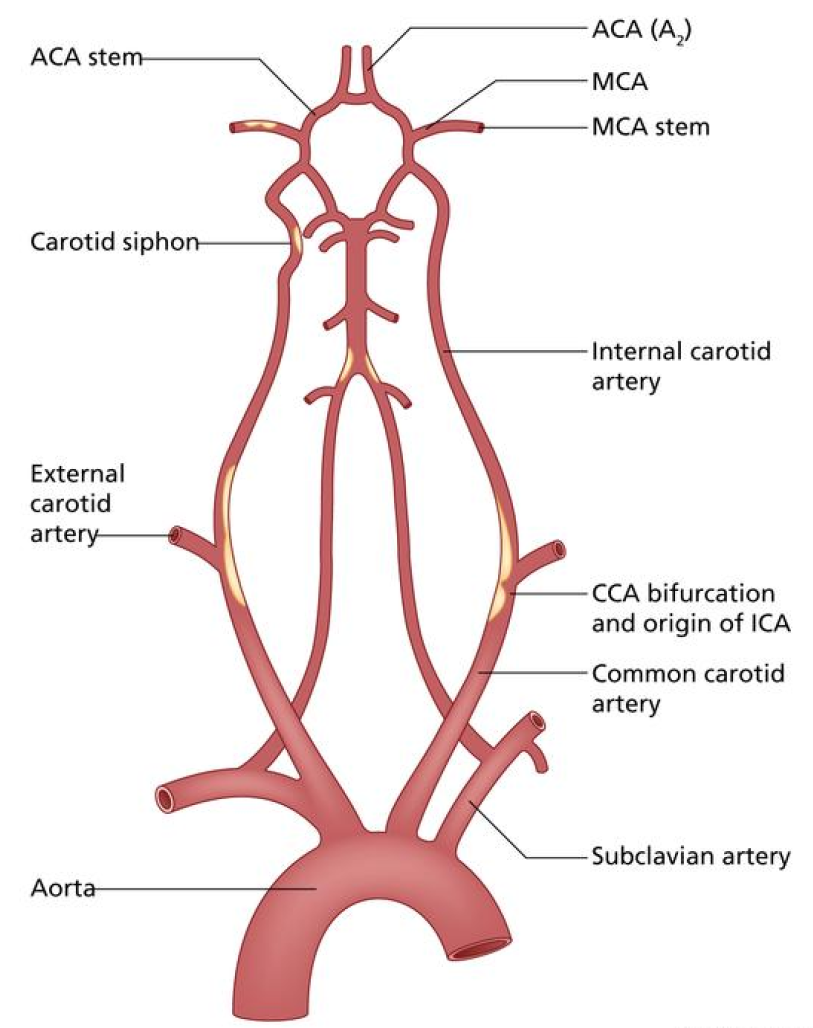 ACA (A₂)
ACA stem
MCA
MCA stem
Carotid siphon
Internal carotid
artery
External
carotid
artery
CCA bifurcation
and origin of ICA
Common carotid
artery
Subclavian artery
Aorta